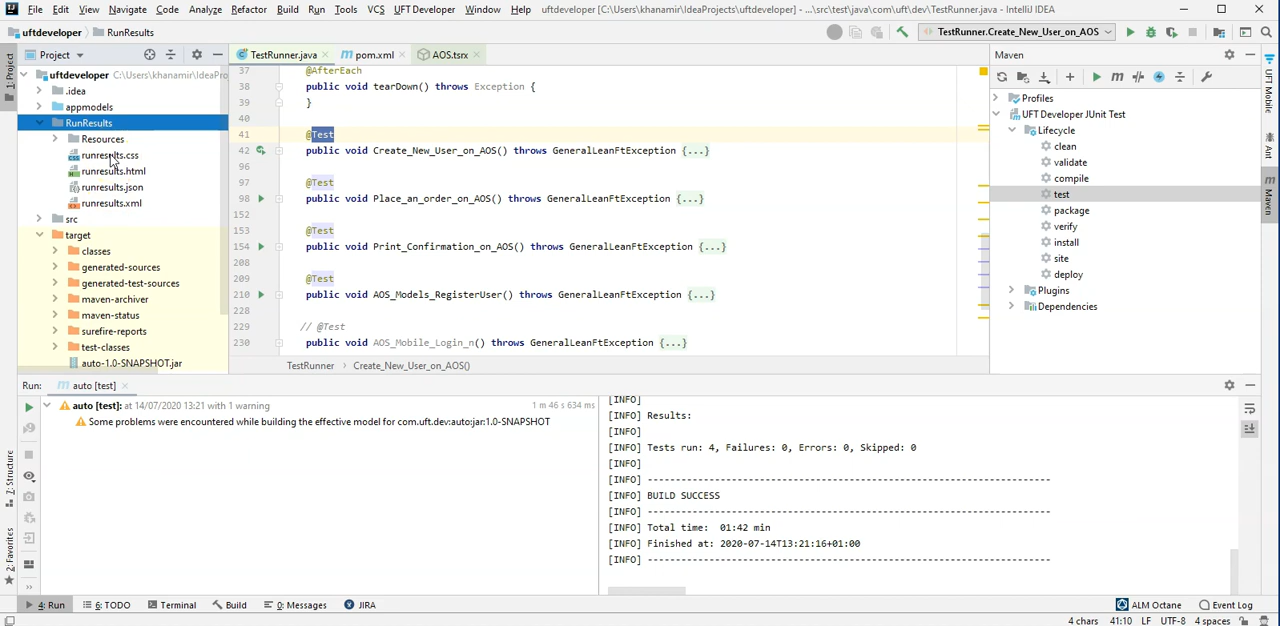 File Edit View Navigate Code Analyze Refactor Build Run Tools VCS UFT Developer Window Help uftdeveloper [C:\Users\khanamir\IdeaProjects\uftdeveloper] - ...\src\test\java\com\uft\dev\TestRunner.java - IntelliJ IDEA
uftdeveloper RunResults TestRunner.Create_New_User_on_AOS
Project TestRunner.java pom.xml AOS.tsrx Maven
uftdeveloper C:\Users\khanamir\IdeaPro
.idea
appmodels
RunResults
Resources
runresults.css
runresults.html
runresults.json
runresults.xml
src
target
classes
generated-sources
generated-test-sources
maven-archiver
maven-status
surefire-reports
test-classes
auto-1.0-SNAPSHOT.jar
1: Project
37 @AfterEach
38 public void tearDown() throws Exception {
39 }
40
41 @Test
42 public void Create_New_User_on_AOS() throws GeneralLeanFtException {...}
96
97 @Test
98 public void Place_an_order_on_AOS() throws GeneralLeanFtException {...}
152
153 @Test
154 public void Print_Confirmation_on_AOS() throws GeneralLeanFtException {...}
208
209 @Test
210 public void AOS_Models_RegisterUser() throws GeneralLeanFtException {...}
228
229 // @Test
230 public void AOS_Mobile_Login_n() throws GeneralLeanFtException {...}
TestRunner Create_New_User_on_AOS()
Profiles
UFT Developer JUnit Test
Lifecycle
clean
validate
compile
test
package
verify
install
site
deploy
Plugins
Dependencies
UFT Mobile
Ant
Maven
Run: auto [test]
auto [test]: at 14/07/2020 13:21 with 1 warning 1 m 46 s 634 ms
Some problems were encountered while building the effective model for com.uft.dev:auto:jar:1.0-SNAPSHOT
[INFO]
[INFO] Results:
[INFO]
[INFO] Tests run: 4, Failures: 0, Errors: 0, Skipped: 0
[INFO]
[INFO] ------------------------------------------------------------------------
[INFO] BUILD SUCCESS
[INFO] ------------------------------------------------------------------------
[INFO] Total time: 01:42 min
[INFO] Finished at: 2020-07-14T13:21:16+01:00
[INFO] ------------------------------------------------------------------------
7: Structure
2: Favorites
4: Run 6: TODO Terminal Build 0: Messages JIRA ALM Octane Event Log
4 chars 41:10 LF UTF-8 4 spaces